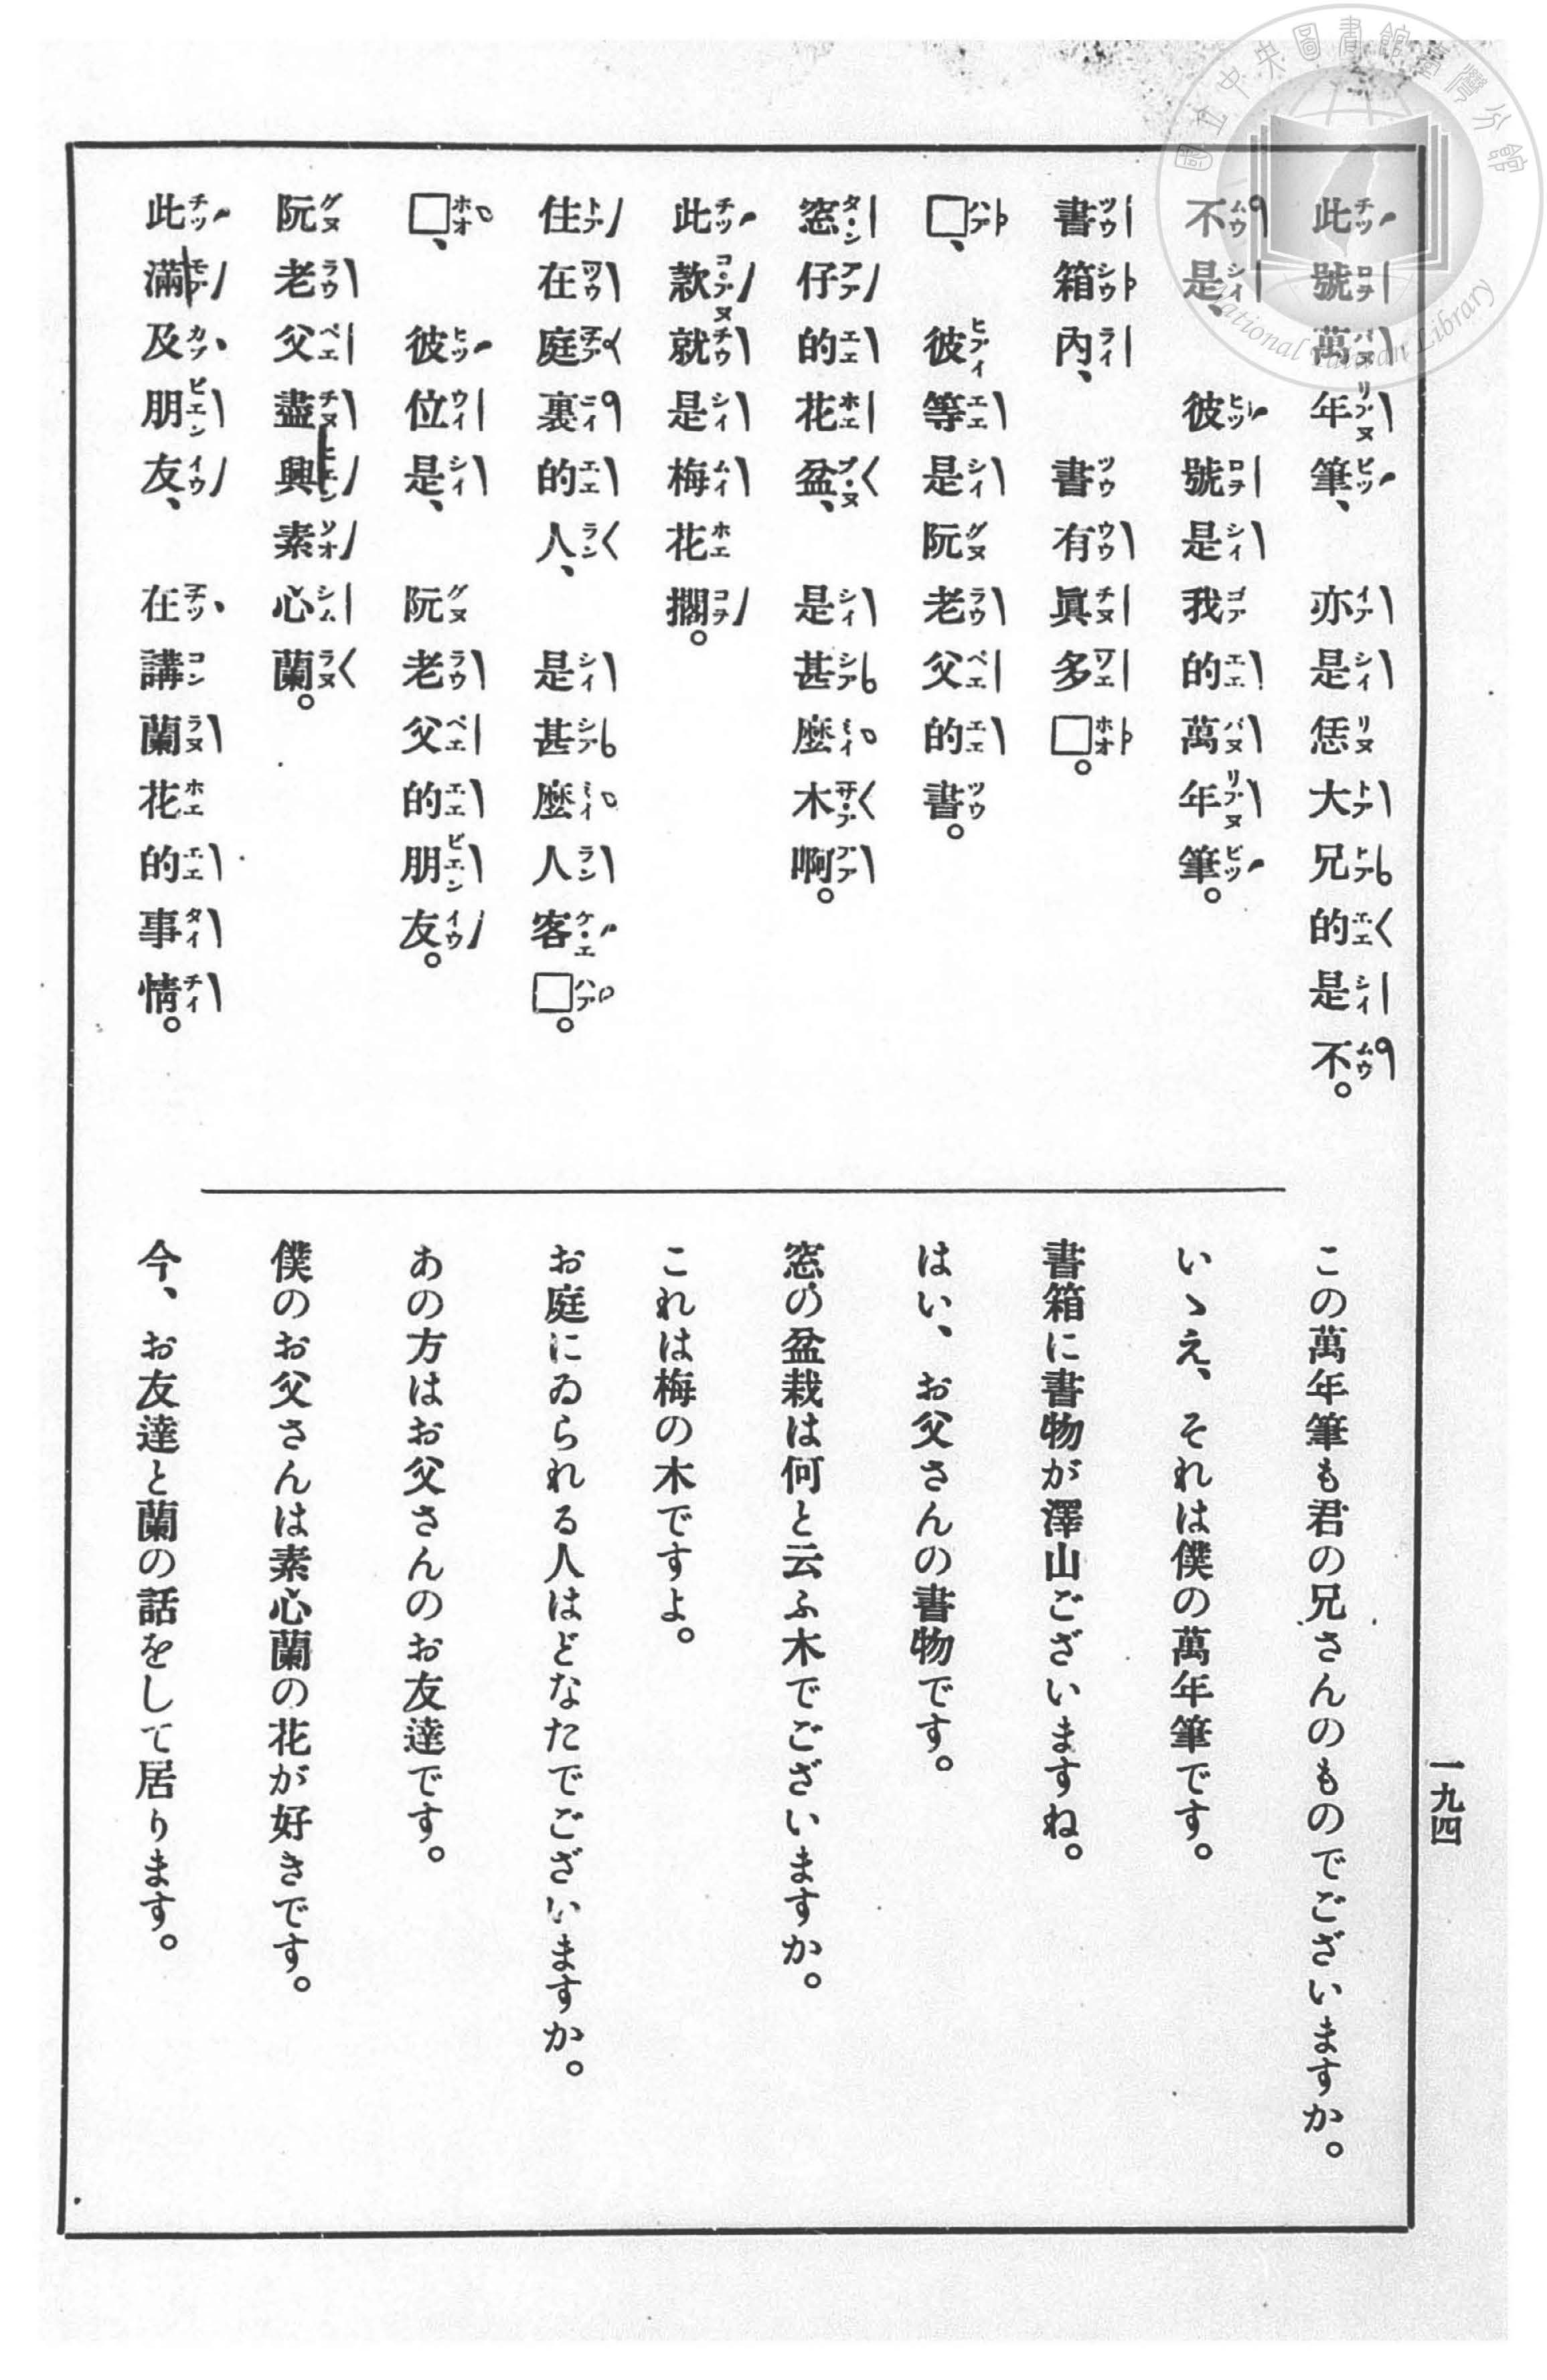 此號萬年筆、亦是恁大兄的是不。
不是、彼號是我的萬年筆。
書箱內、書有眞多□。
□、彼等是阮老父的書。
窓仔的花盆、是甚麼木啊。
此款就是梅花欉。
住在庭裏的人、是甚麼人客□。
□、彼位是、阮老父的朋友。
阮老父盡興素心蘭。
此滿及朋友、在講蘭花的事情。
この萬年筆も君の兄さんのものでございますか。
いゝえ、それは僕の萬年筆です。
書箱に書物が澤山ございますね。
はい、お父さんの書物です。
窓の盆栽は何と云ふ木でございますか。
これは梅の木ですよ。
お庭にゐられる人はどなたでございますか。
あの方はお父さんのお友達です。
僕のお父さんは素心蘭の花が好きです。
今、お友達と蘭の話をして居ります。
一九四
國立中央圖書館臺灣分館
National Taiwan Library